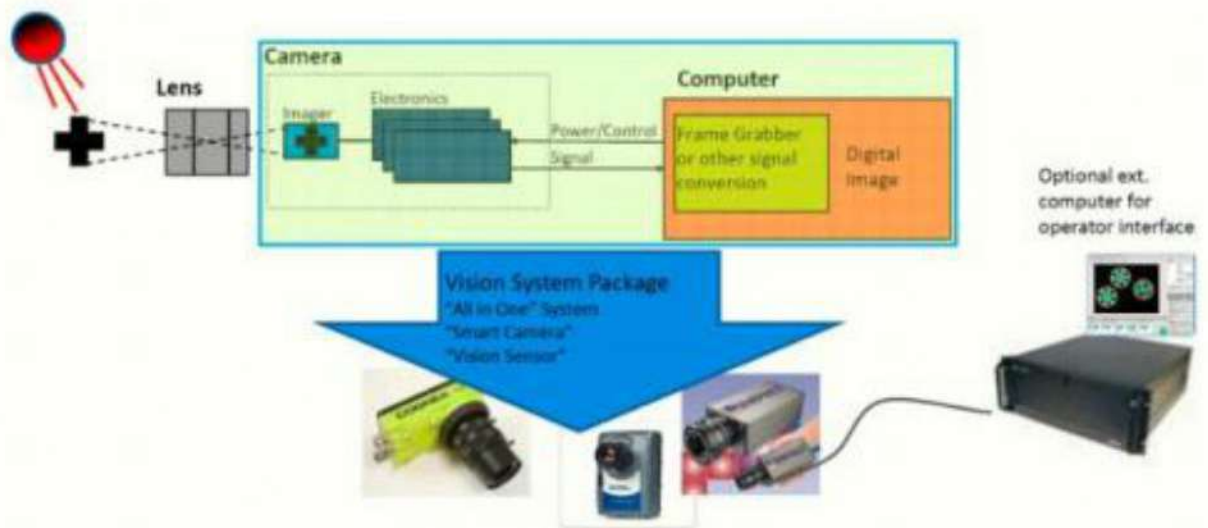 Camera
Lens
Imager
Electronics
Power/Control
Signal
Computer
Frame Grabber
or other signal
conversion
Digital
Image
Optional ext.
computer for
operator interface
Vision System Package
"All in One" System
"Smart Camera"
"Vision Sensor"